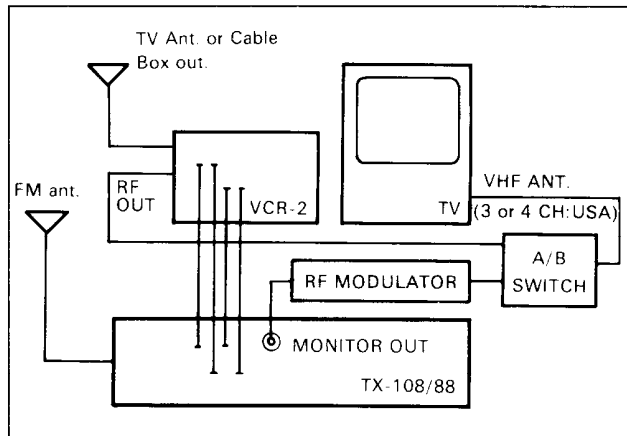 TV Ant. or Cable
Box out.
FM ant.
RF
OUT
VCR-2
TV
VHF ANT.
(3 or 4 CH:USA)
A/B
SWITCH
RF MODULATOR
MONITOR OUT
TX-108/88